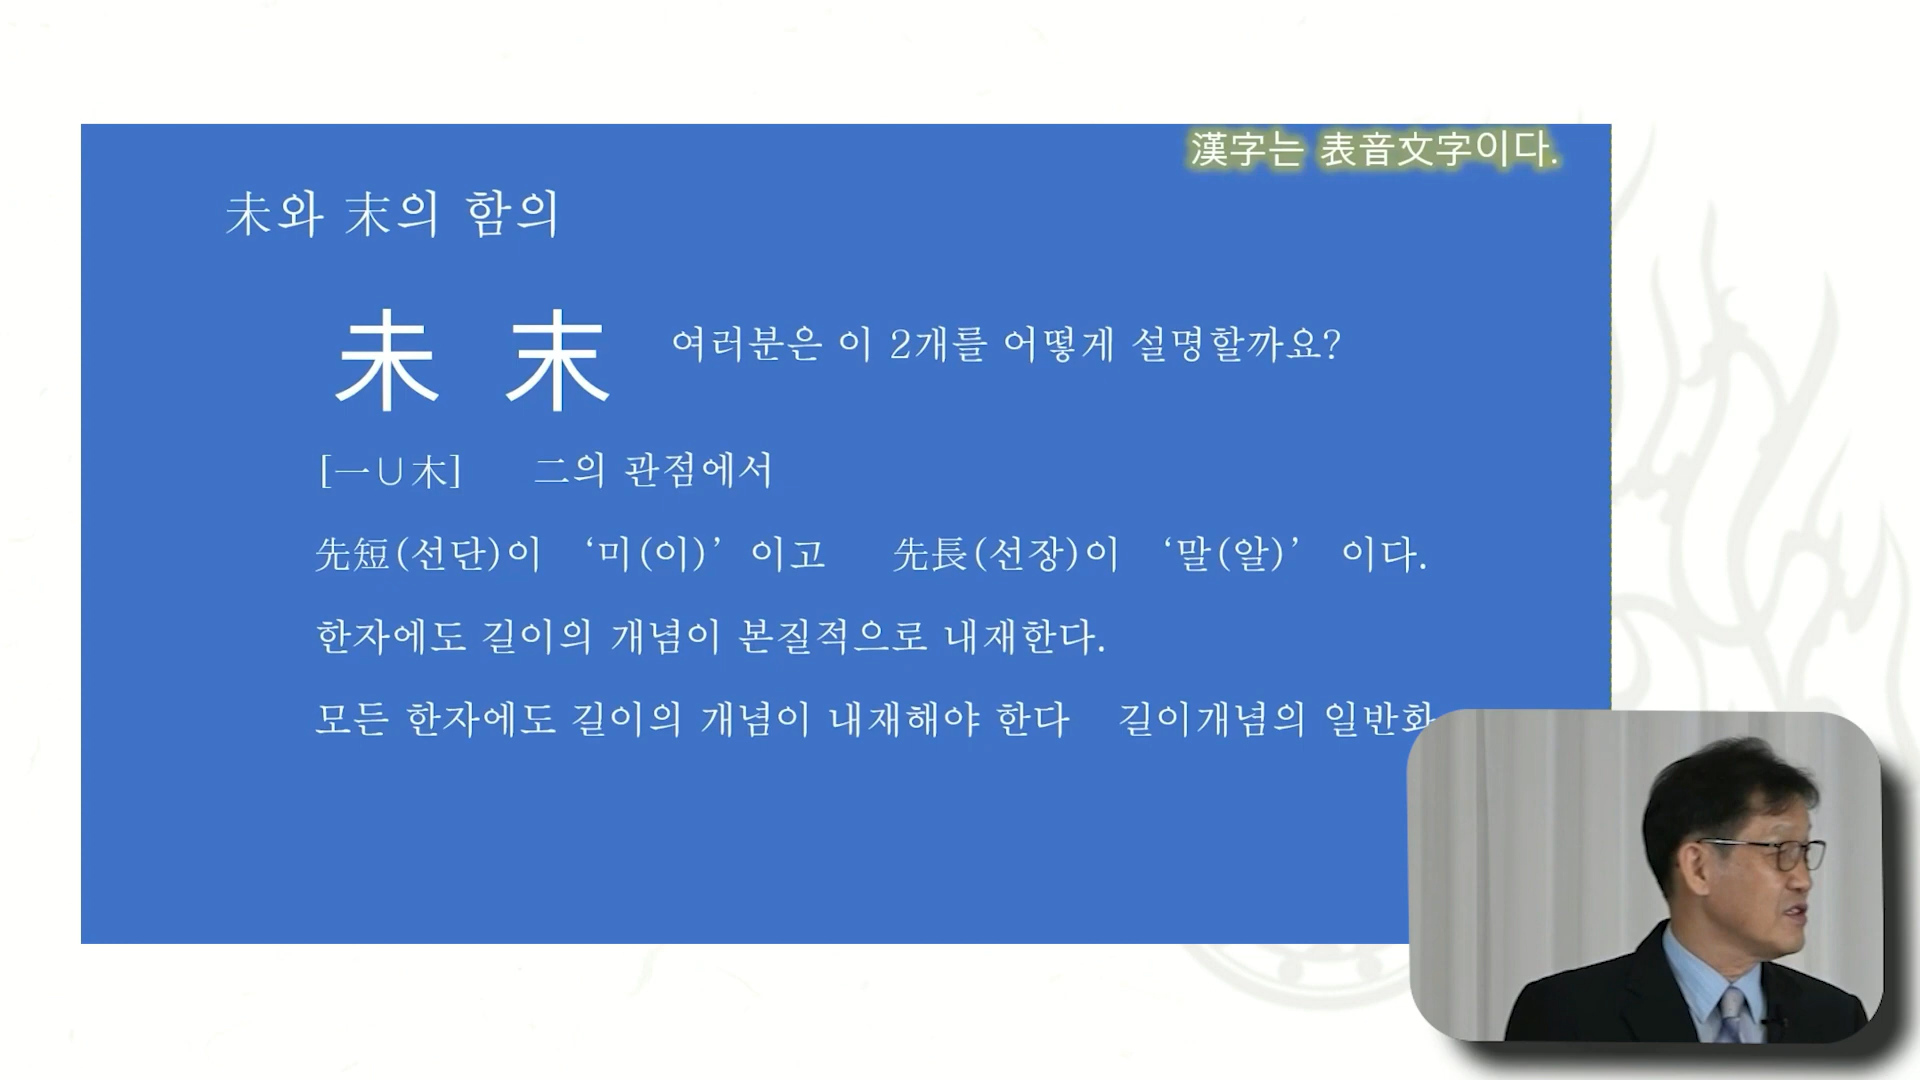 漢字는 表音文字이다.
未와 末의 함의
未 末 여러분은 이 2개를 어떻게 설명할까요?
[一∪木] 二의 관점에서
先短(선단)이 ‘미(이)’ 이고 先長(선장)이 ‘말(알)’ 이다.
한자에도 길이의 개념이 본질적으로 내재한다.
모든 한자에도 길이의 개념이 내재해야 한다 길이개념의 일반화